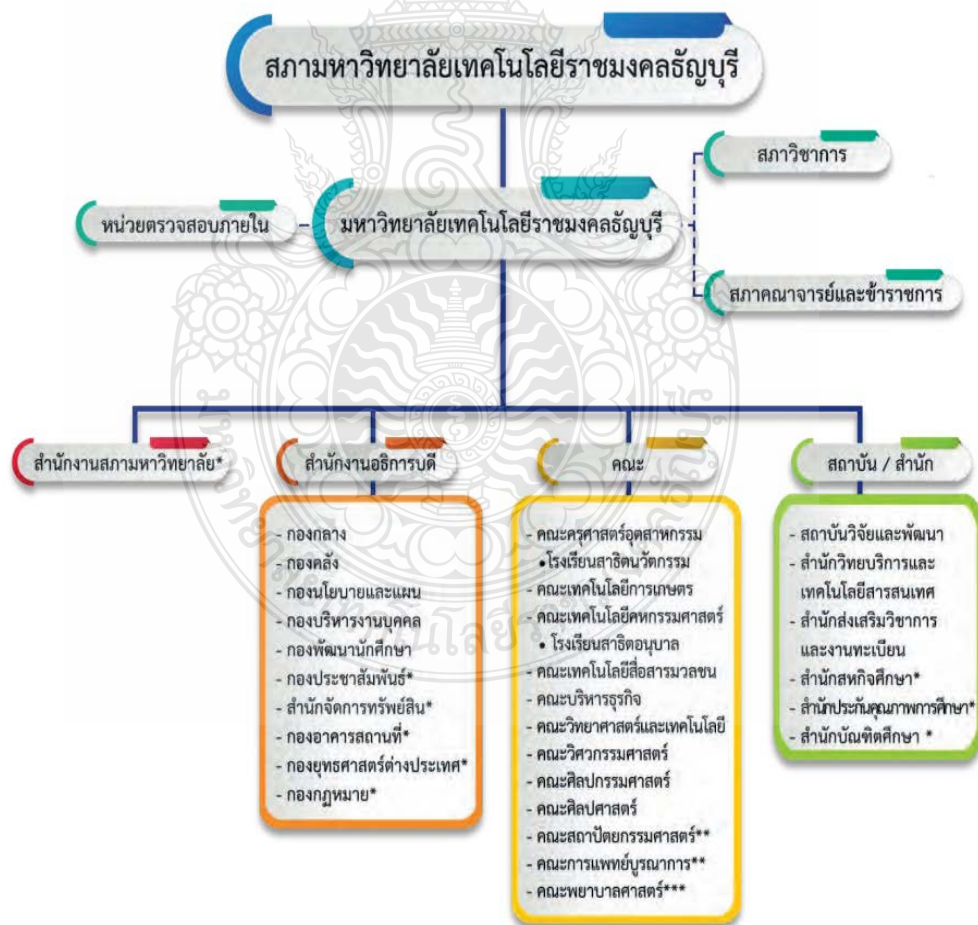 สภามหาวิทยาลัยเทคโนโลยีราชมงคลธัญบุรี
สภาวิชาการ
หน่วยตรวจสอบภายใน
มหาวิทยาลัยเทคโนโลยีราชมงคลธัญบุรี
สภาคณาจารย์และข้าราชการ
สำนักงานสภามหาวิทยาลัย*
สำนักงานอธิการบดี
- กองกลาง
- กองคลัง
- กองนโยบายและแผน
- กองบริหารงานบุคคล
- กองพัฒนานักศึกษา
- กองประชาสัมพันธ์*
- สำนักจัดการทรัพย์สิน*
- กองอาคารสถานที่*
- กองยุทธศาสตร์ต่างประเทศ*
- กองกฎหมาย*
คณะ
- คณะครุศาสตร์อุตสาหกรรม
•โรงเรียนสาธิตนวัตกรรม
- คณะเทคโนโลยีการเกษตร
- คณะเทคโนโลยีคหกรรมศาสตร์
• โรงเรียนสาธิตอนุบาล
- คณะเทคโนโลยีสื่อสารมวลชน
- คณะบริหารธุรกิจ
- คณะวิทยาศาสตร์และเทคโนโลยี
- คณะวิศวกรรมศาสตร์
- คณะศิลปกรรมศาสตร์
- คณะศิลปศาสตร์
- คณะสถาปัตยกรรมศาสตร์**
- คณะการแพทย์บูรณาการ**
- คณะพยาบาลศาสตร์***
สถาบัน / สำนัก
- สถาบันวิจัยและพัฒนา
- สำนักวิทยบริการและ
เทคโนโลยีสารสนเทศ
- สำนักส่งเสริมวิชาการ
และงานทะเบียน
- สำนักสหกิจศึกษา*
- สำนักประกันคุณภาพการศึกษา*
- สำนักบัณฑิตศึกษา *